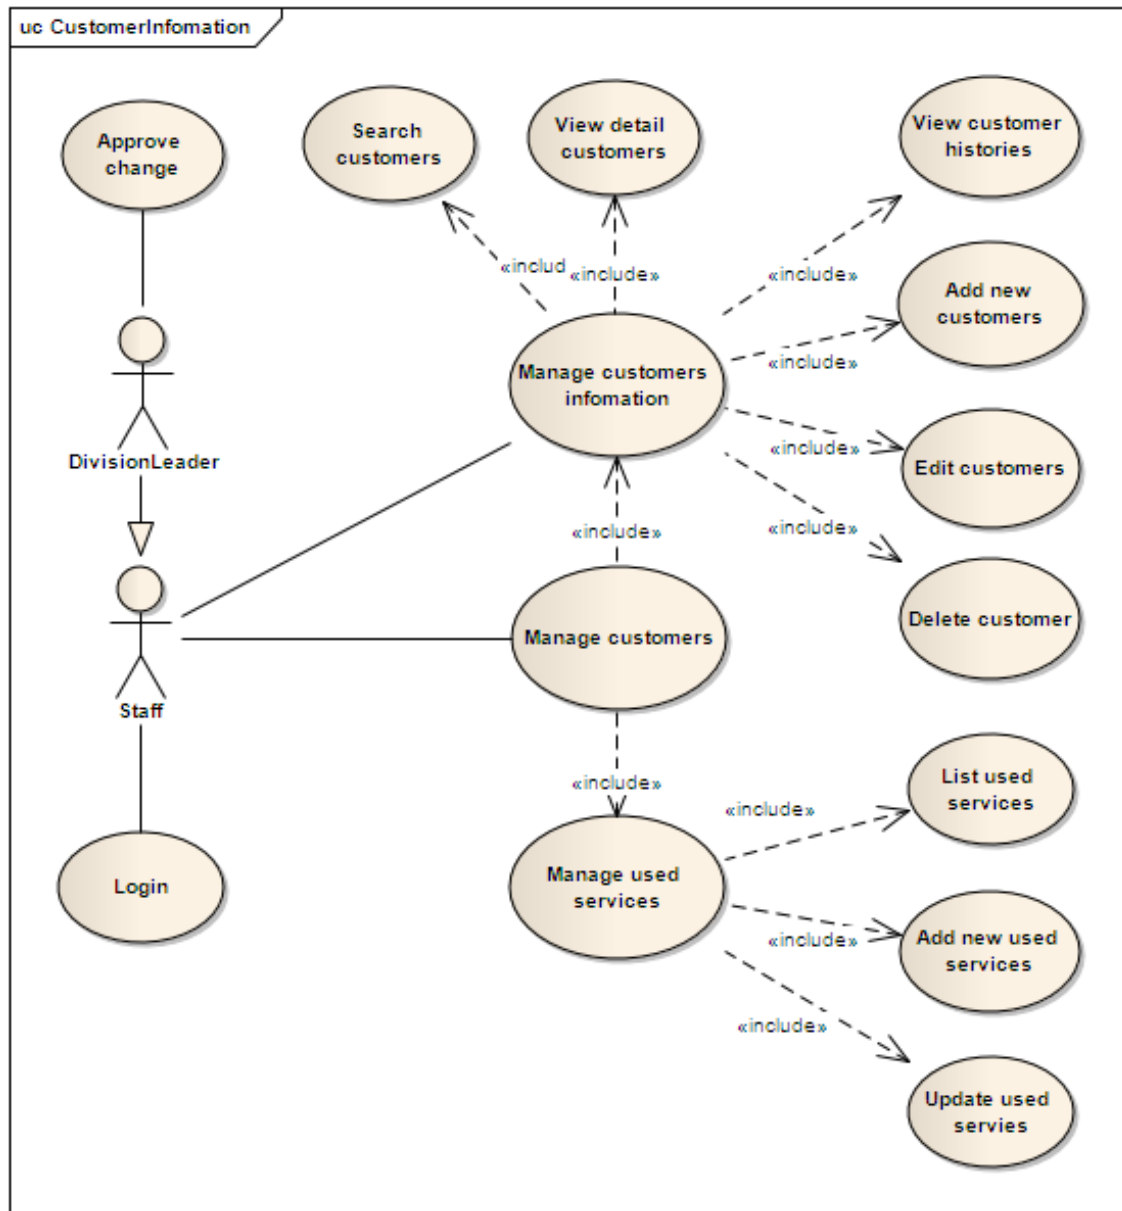 uc CustomerInfomation
Approve
change
Search
customers
View detail
customers
View customer
histories
«includ
«include»
«include»
Add new
customers
«include»
Manage customers
infomation
DivisionLeader
«include»
Edit customers
«include»
«include»
Delete customer
Manage customers
Staff
«include»
List used
services
«include»
Login
Manage used
services
Add new used
services
«include»
«include»
Update used
servies